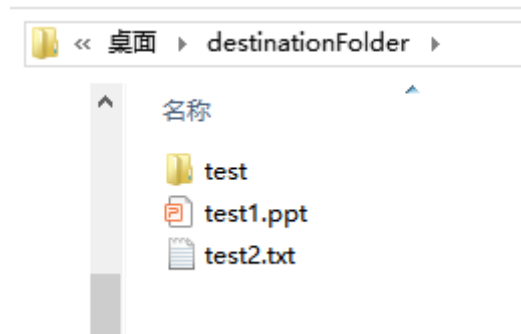 « 桌面 ▸ destinationFolder ▸
名称
test
test1.ppt
test2.txt